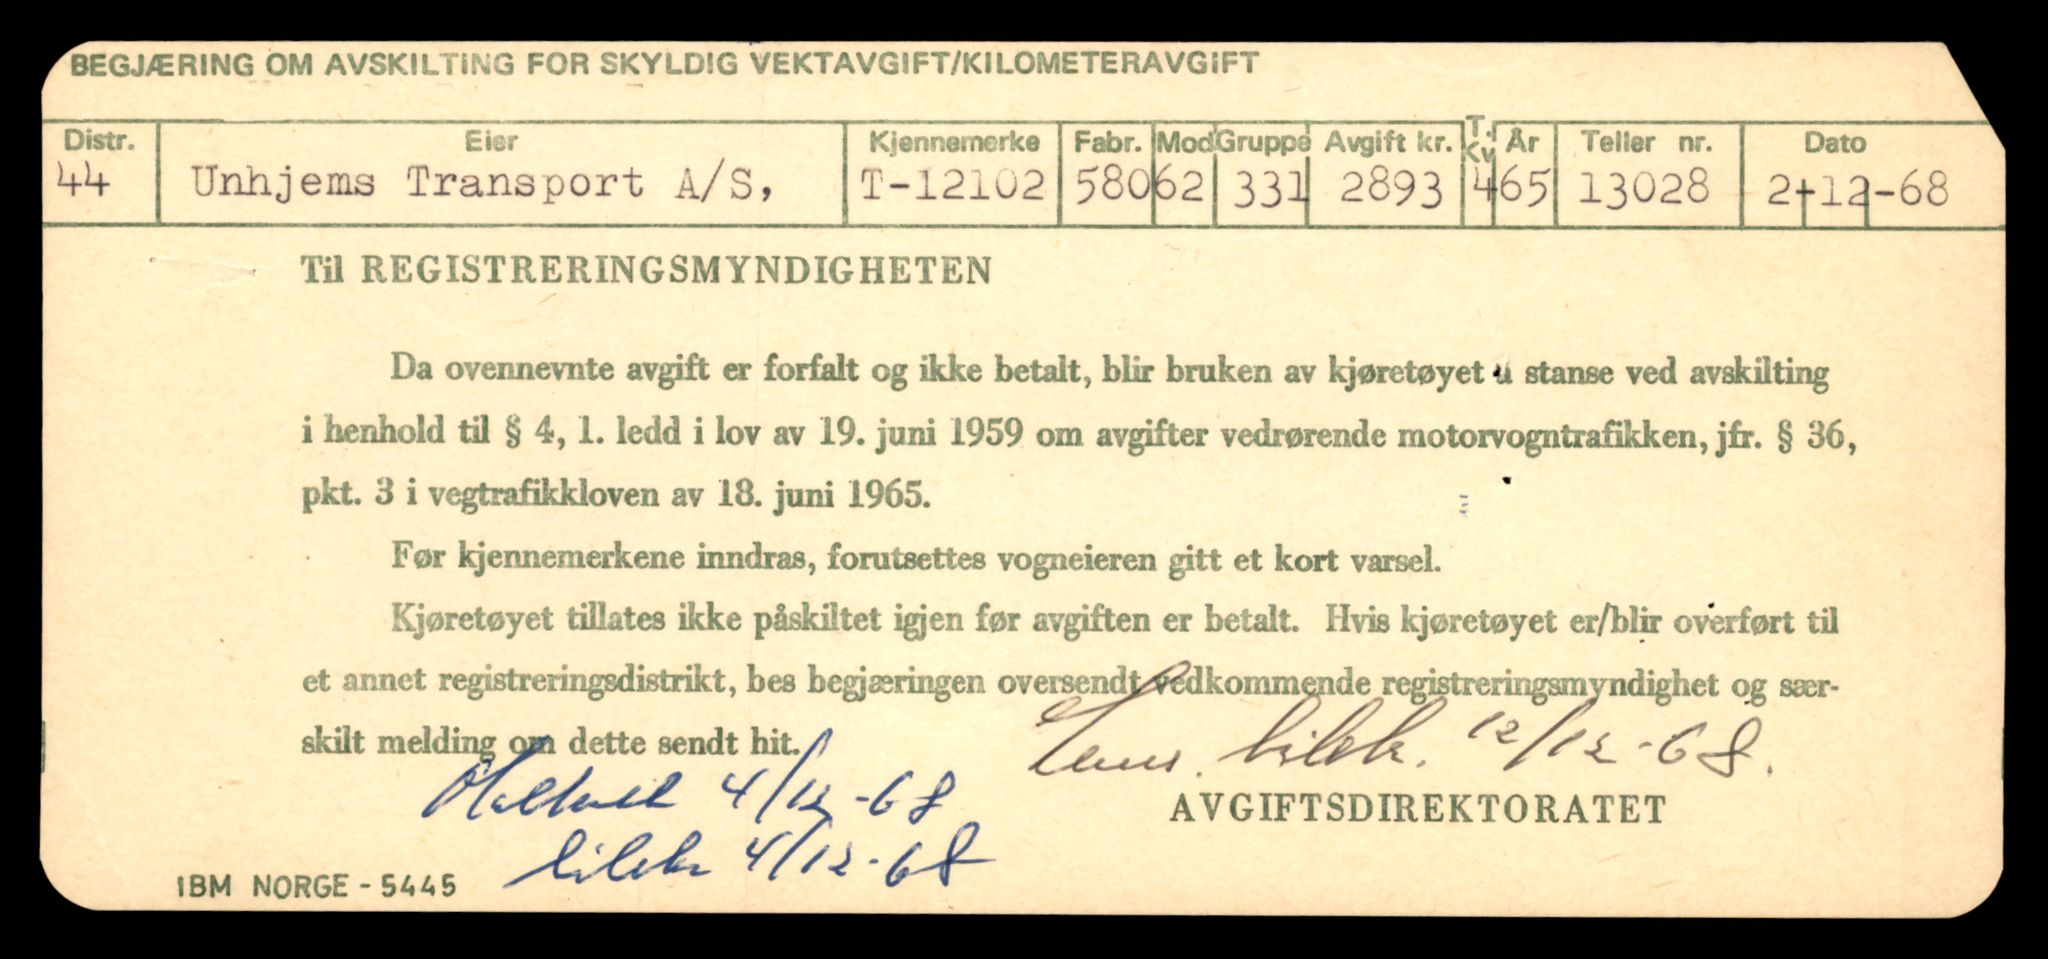 BEGJÆRING OM AVSKILTING FOR SKYLDIG VEKTAVGIFT/KILOMETERAVGIFT
Distr. Eier Kjennemerke Fabr. Mod Gruppe Avgift kr. T. Kv År Teller nr. Dato
44 Unhjems Transport A/S, T-12102 580 62 331 2893 4 65 13028 2-12-68
Til REGISTRERINGSMYNDIGHETEN
Da ovennevnte avgift er forfalt og ikke betalt, blir bruken av kjøretøyet å stanse ved avskilting
i henhold til § 4, 1. ledd i lov av 19. juni 1959 om avgifter vedrørende motorvogntrafikken, jfr. § 36,
pkt. 3 i vegtrafikkloven av 18. juni 1965.
Før kjennemerkene inndras, forutsettes vogneieren gitt et kort varsel.
Kjøretøyet tillates ikke påskiltet igjen før avgiften er betalt. Hvis kjøretøyet er/blir overført til
et annet registreringsdistrikt, bes begjæringen oversendt vedkommende registreringsmyndighet og sær-
skilt melding om dette sendt hit.
12/12-68.
4/12-68
AVGIFTSDIREKTORATET
4/12-68
IBM NORGE - 5445